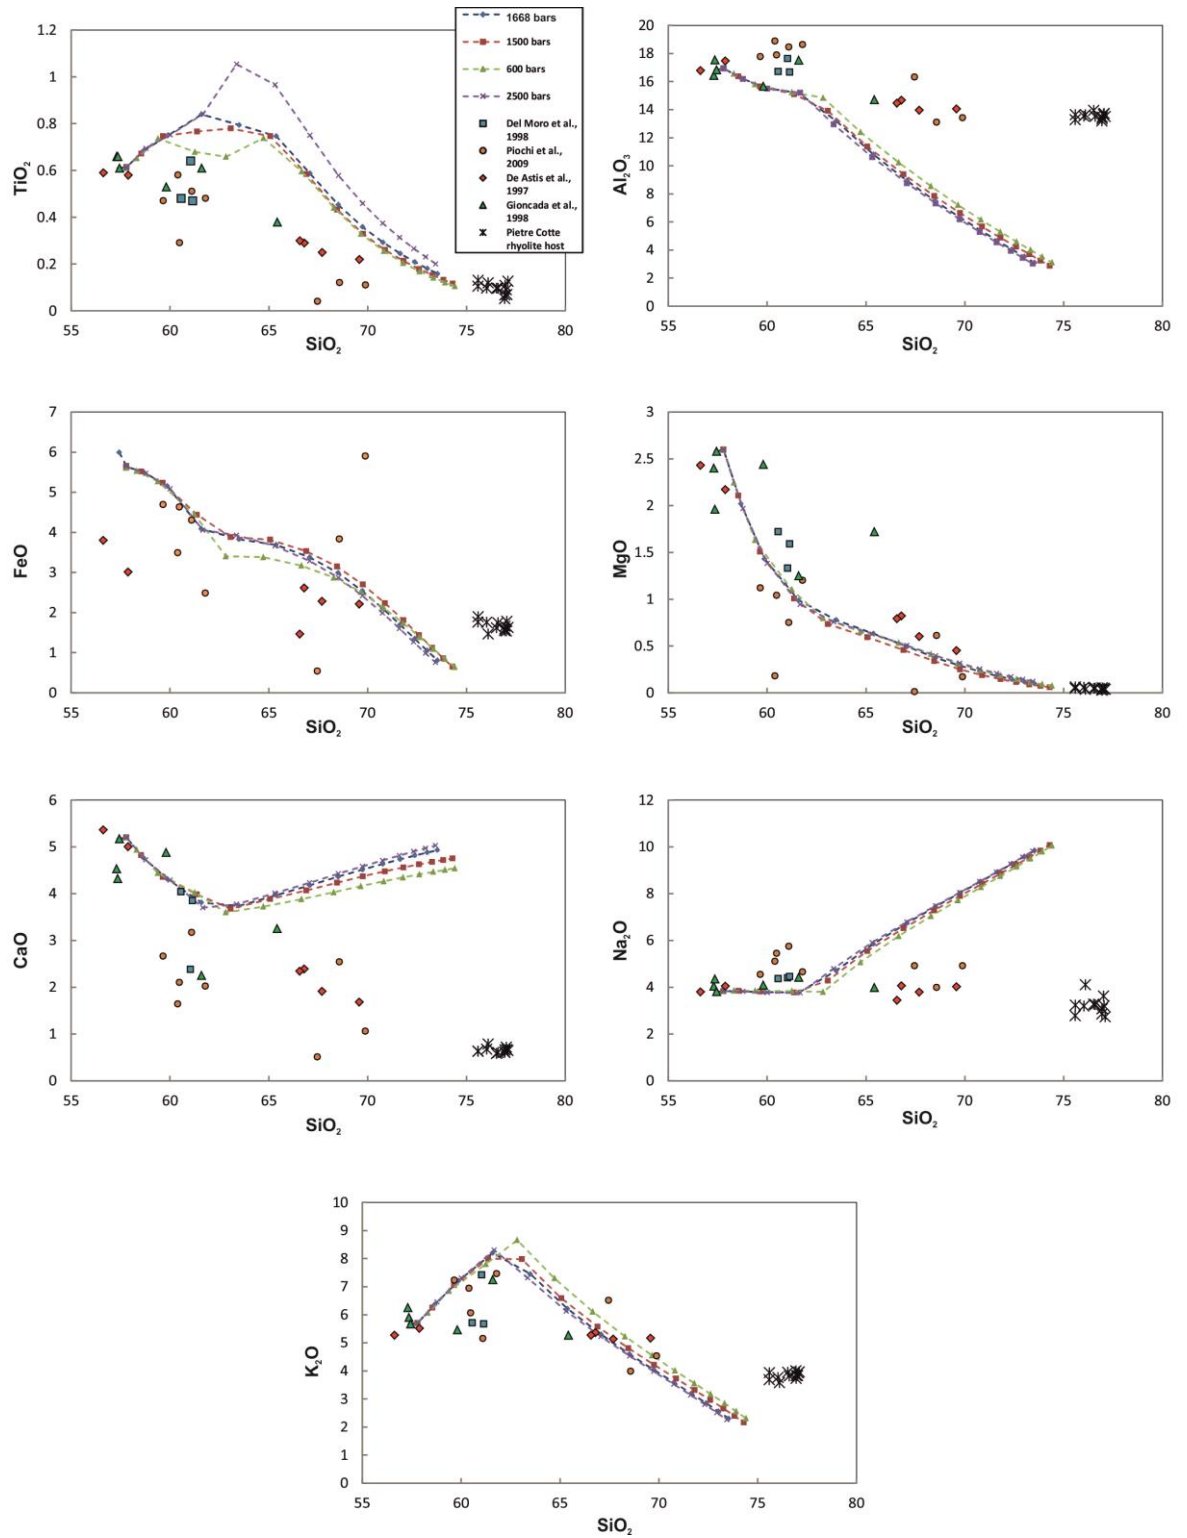 1.2
1
0.8
0.6
0.4
0.2
0
TiO2
55 60 65 70 75 80
SiO2
1668 bars
1500 bars
600 bars
2500 bars
Del Moro et al.,
1998
Piochi et al.,
2009
De Astis et al.,
1997
Gioncada et al.,
1998
Pietre Cotte
rhyolite host
20
18
16
14
12
10
8
6
4
2
0
Al2O3
55 60 65 70 75 80
SiO2
7
6
5
4
3
2
1
0
FeO
55 60 65 70 75 80
SiO2
3
2.5
2
1.5
1
0.5
0
MgO
55 60 65 70 75 80
SiO2
6
5
4
3
2
1
0
CaO
55 60 65 70 75 80
SiO2
12
10
8
6
4
2
0
Na2O
55 60 65 70 75 80
SiO2
10
9
8
7
6
5
4
3
2
1
0
K2O
55 60 65 70 75 80
SiO2